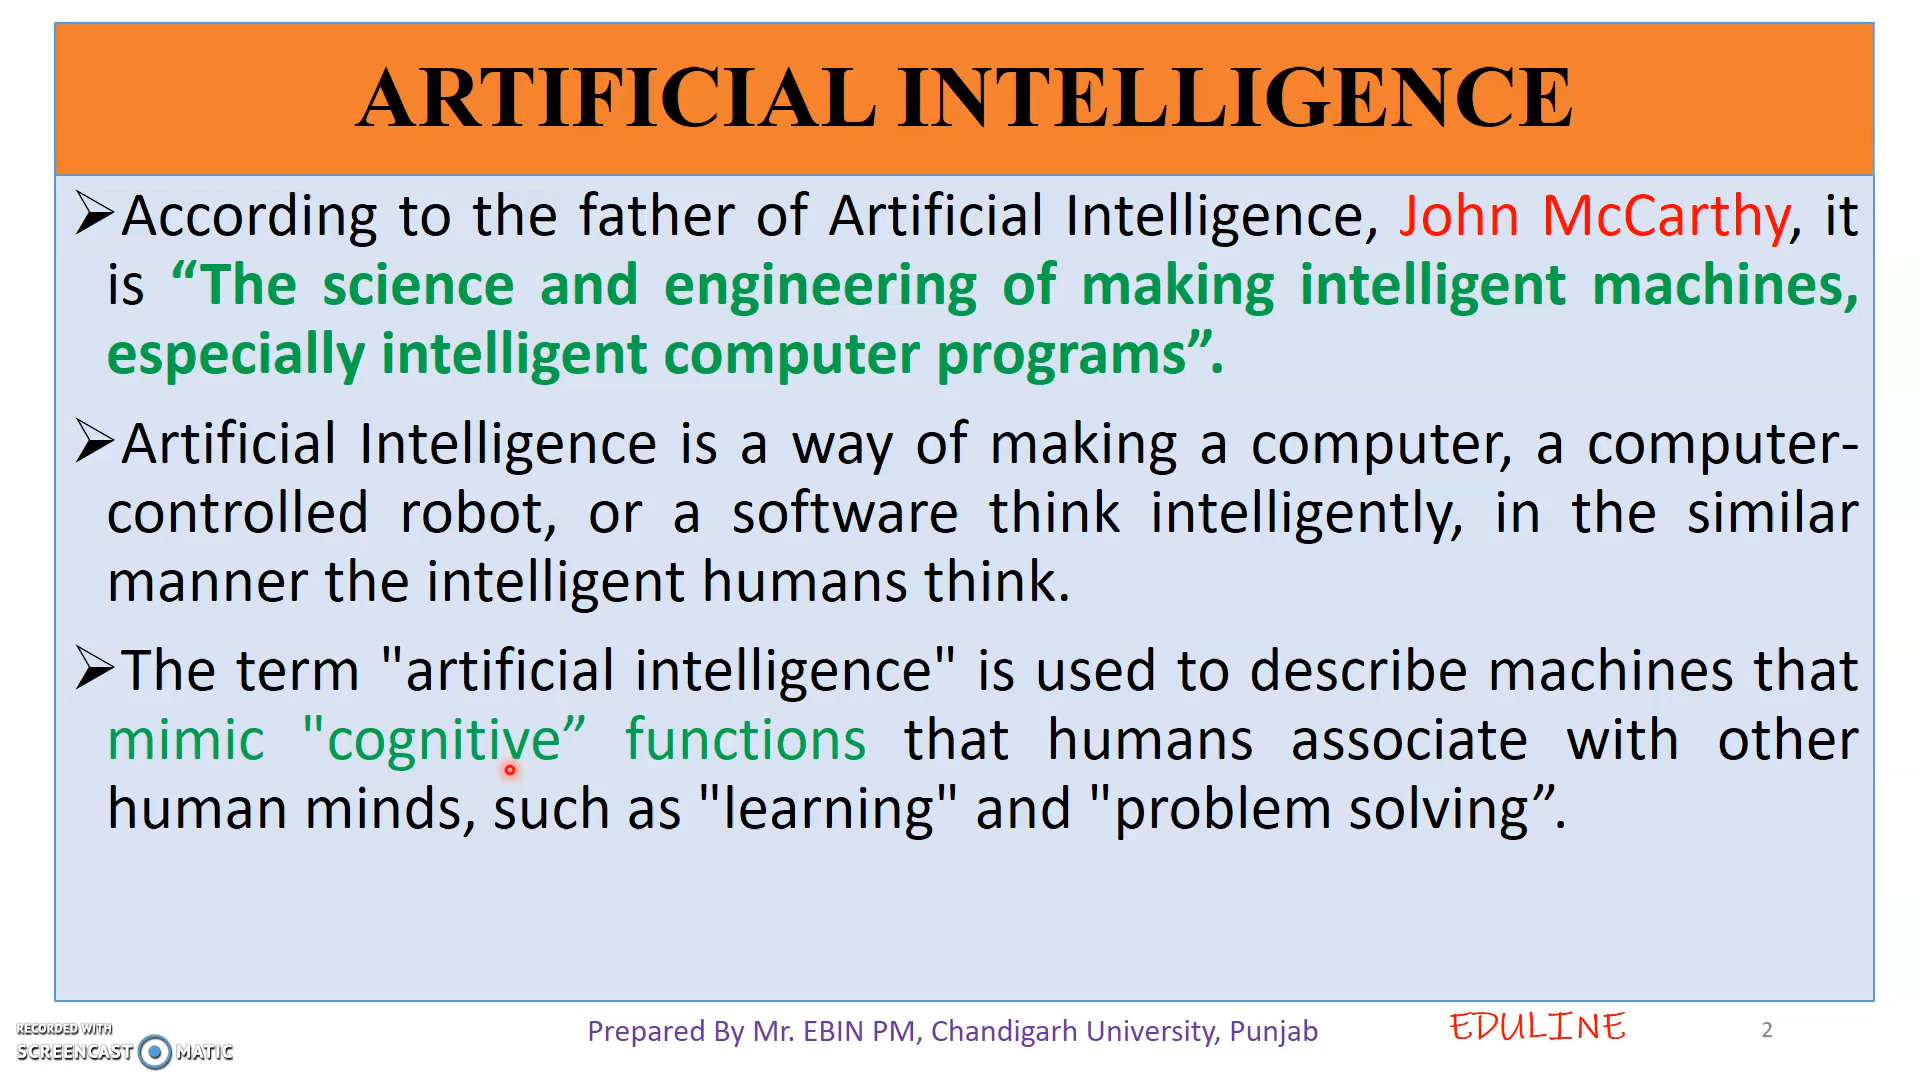 ARTIFICIAL INTELLIGENCE
➢According to the father of Artificial Intelligence, John McCarthy, it
is “The science and engineering of making intelligent machines,
especially intelligent computer programs”.
➢Artificial Intelligence is a way of making a computer, a computer-
controlled robot, or a software think intelligently, in the similar
manner the intelligent humans think.
➢The term "artificial intelligence" is used to describe machines that
mimic "cognitive” functions that humans associate with other
human minds, such as "learning" and "problem solving”.
Prepared By Mr. EBIN PM, Chandigarh University, Punjab
EDULINE
2
RECORDED WITH
SCREENCAST MATIC